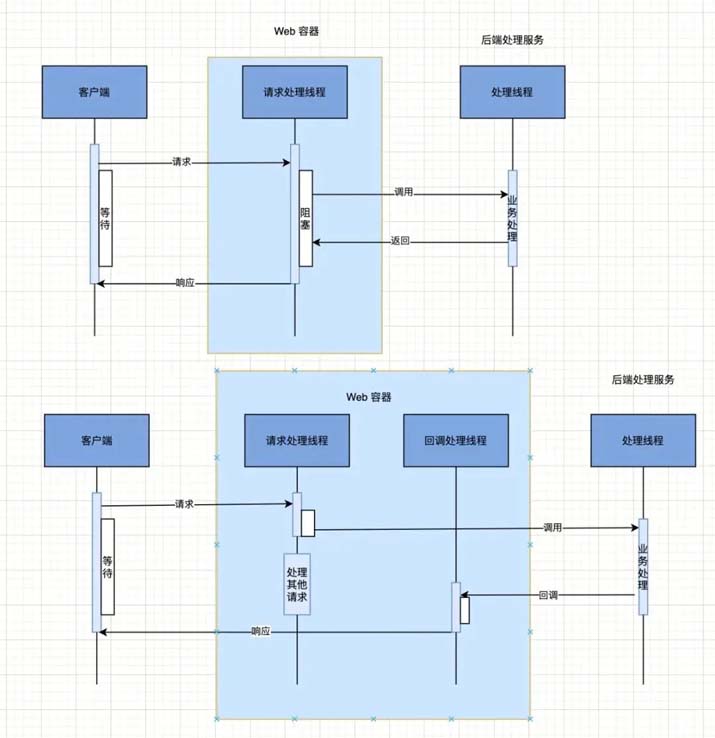 Web 容器
后端处理服务
客户端
请求处理线程
处理线程
请求
等待
阻塞
调用
业务处理
返回
响应
后端处理服务
Web 容器
客户端
请求处理线程
回调处理线程
处理线程
请求
调用
等待
处理
其他
请求
业务处理
回调
响应